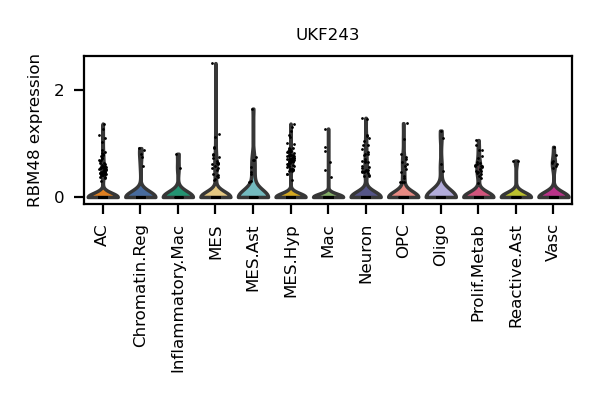 UKF243
RBM48 expression
2
0
AC
Chromatin.Reg
Inflammatory.Mac
MES
MES.Ast
MES.Hyp
Mac
Neuron
OPC
Oligo
Prolif.Metab
Reactive.Ast
Vasc